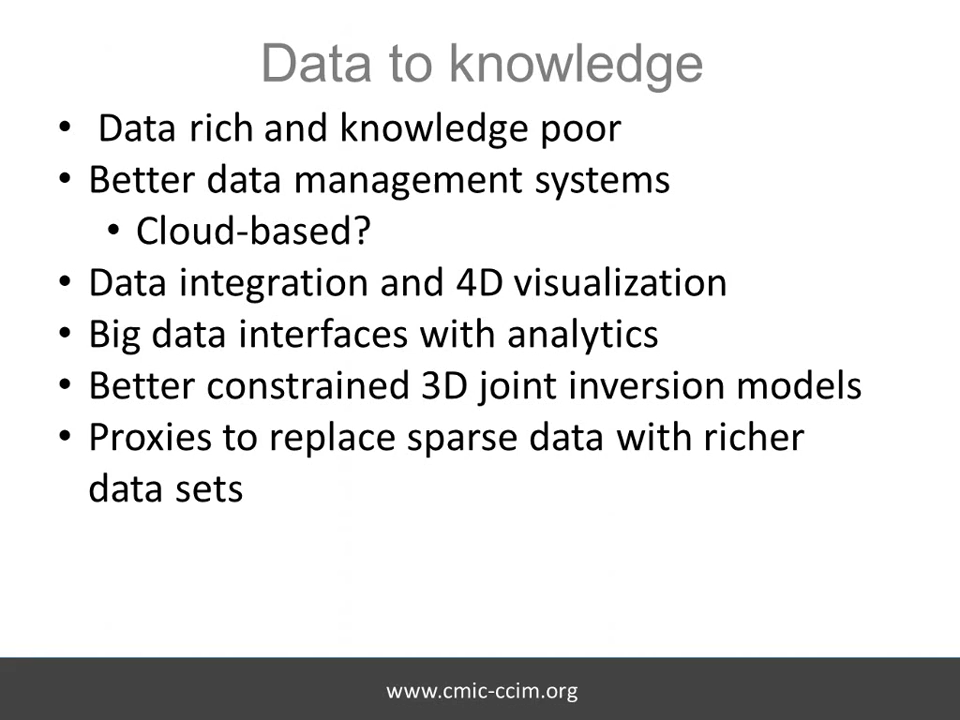 Data to knowledge
• Data rich and knowledge poor
• Better data management systems
• Cloud-based?
• Data integration and 4D visualization
• Big data interfaces with analytics
• Better constrained 3D joint inversion models
• Proxies to replace sparse data with richer
data sets
www.cmic-ccim.org